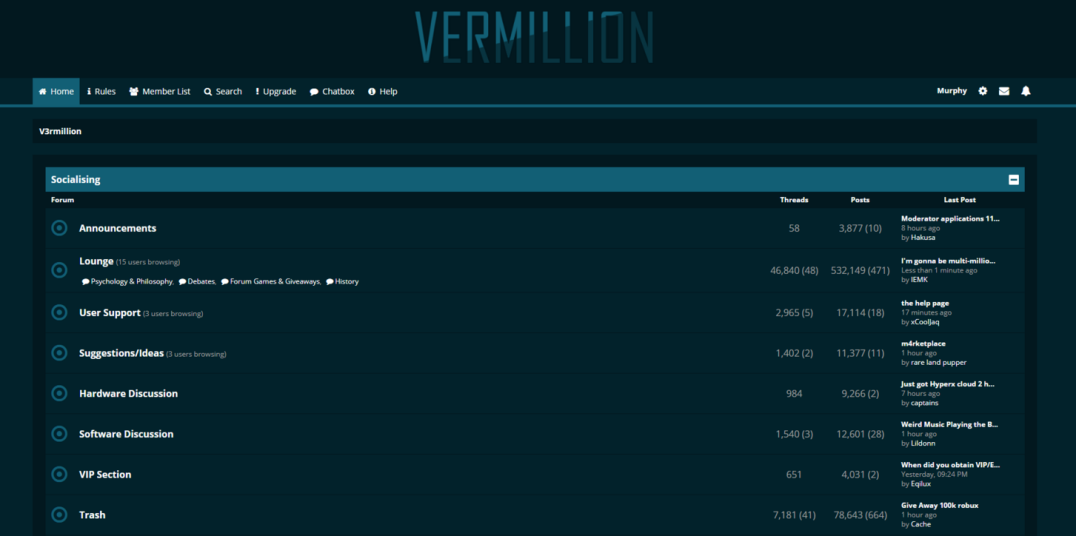 VERMILLION
Home Rules Member List Search Upgrade Chatbox Help Murphy
V3rmillion
Socialising
Forum Threads Posts Last Post
Announcements 58 3,877 (10) Moderator applications 11...
8 hours ago
by Hakusa
Lounge (15 users browsing) 46,840 (48) 532,149 (471) I'm gonna be multi-millio...
Less than 1 minute ago
Psychology & Philosophy, Debates, Forum Games & Giveaways, History by IEMK
User Support (3 users browsing) 2,965 (5) 17,114 (18) the help page
17 minutes ago
by xCoolJaq
Suggestions/Ideas (3 users browsing) 1,402 (2) 11,377 (11) m4rketplace
1 hour ago
by rare land pupper
Hardware Discussion 984 9,266 (2) Just got Hyperx cloud 2 h...
7 hours ago
by captains
Software Discussion 1,540 (3) 12,601 (28) Weird Music Playing the B...
1 hour ago
by Lildonn
VIP Section 651 4,031 (2) When did you obtain VIP/E...
Yesterday, 09:24 PM
by Eqilux
Trash 7,181 (41) 78,643 (664) Give Away 100k robux
1 hour ago
by Cache